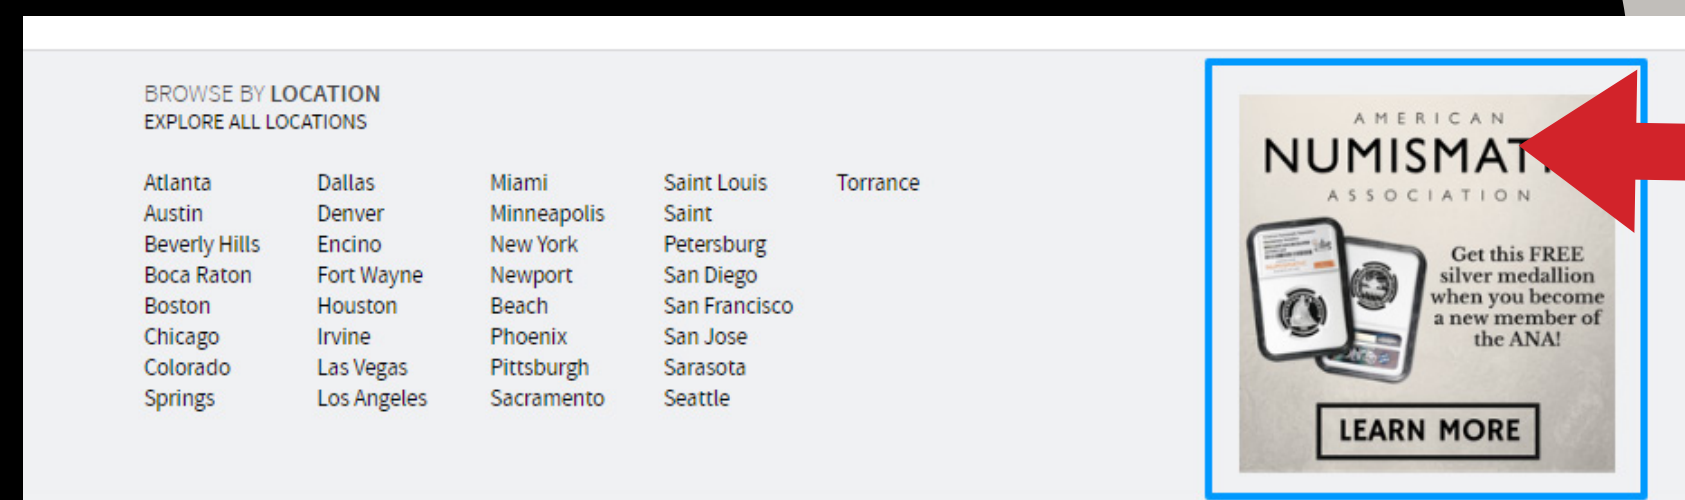 BROWSE BY LOCATION
EXPLORE ALL LOCATIONS
Atlanta
Austin
Beverly Hills
Boca Raton
Boston
Chicago
Colorado
Springs
Dallas
Denver
Encino
Fort Wayne
Houston
Irvine
Las Vegas
Los Angeles
Miami
Minneapolis
New York
Newport
Beach
Phoenix
Pittsburgh
Sacramento
Saint Louis
Saint
Petersburg
San Diego
San Francisco
San Jose
Sarasota
Seattle
Torrance
AMERICAN
NUMISMAT
ASSOCIATION
Get this FREE
silver medallion
when you become
a new member of
the ANA!
LEARN MORE